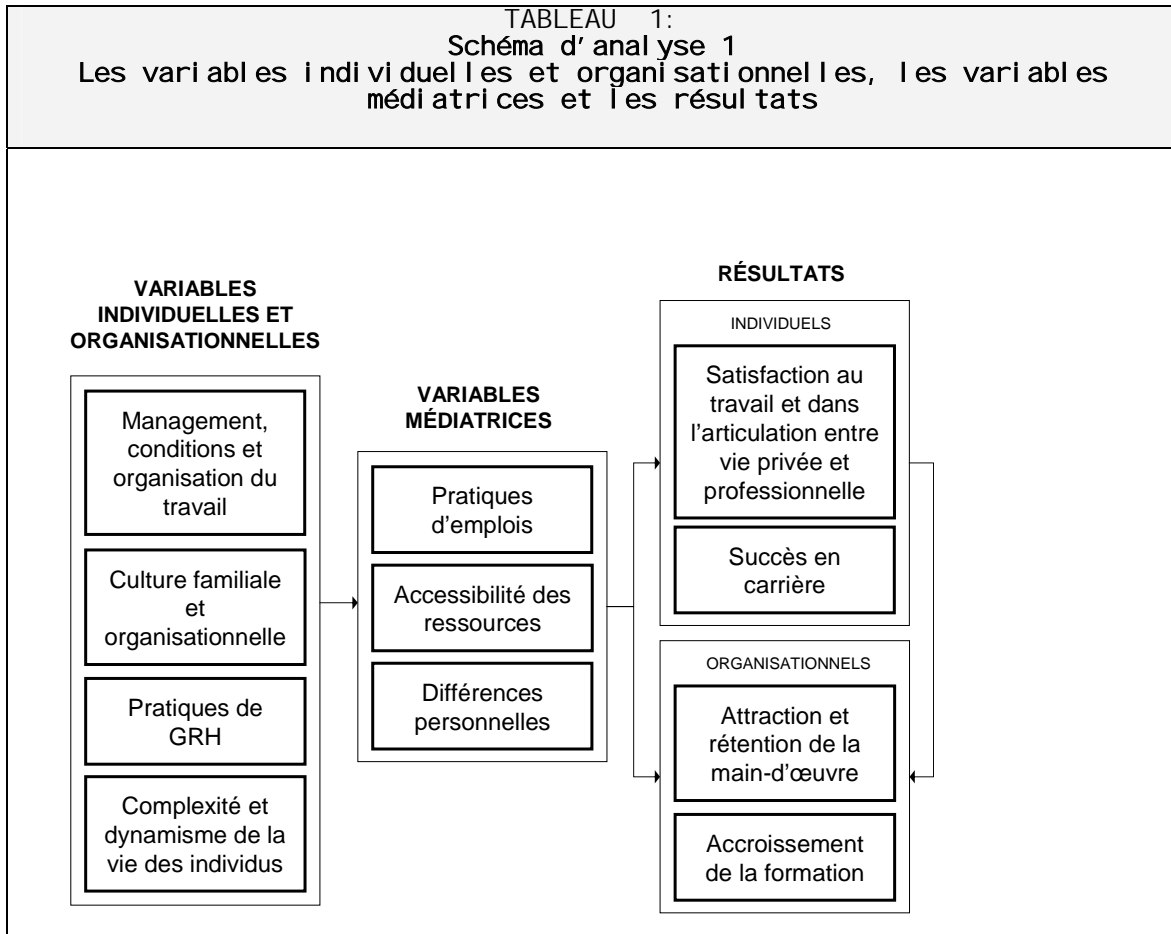 TABLEAU 1:
Schéma d'analyse 1
Les variables individuelles et organisationnelles, les variables
médiatrices et les résultats
VARIABLES
INDIVIDUELLES ET
ORGANISATIONNELLES
Management,
conditions et
organisation du
travail
Culture familiale
et
organisationnelle
Pratiques de
GRH
Complexité et
dynamisme de la
vie des individus
VARIABLES
MÉDIATRICES
Pratiques
d'emplois
Accessibilité des
ressources
Différences
personnelles
RÉSULTATS
INDIVIDUELS
Satisfaction au
travail et dans
l'articulation entre
vie privée et
professionnelle
Succès en
carrière
ORGANISATIONNELS
Attraction et
rétention de la
main-d'œuvre
Accroissement
de la formation